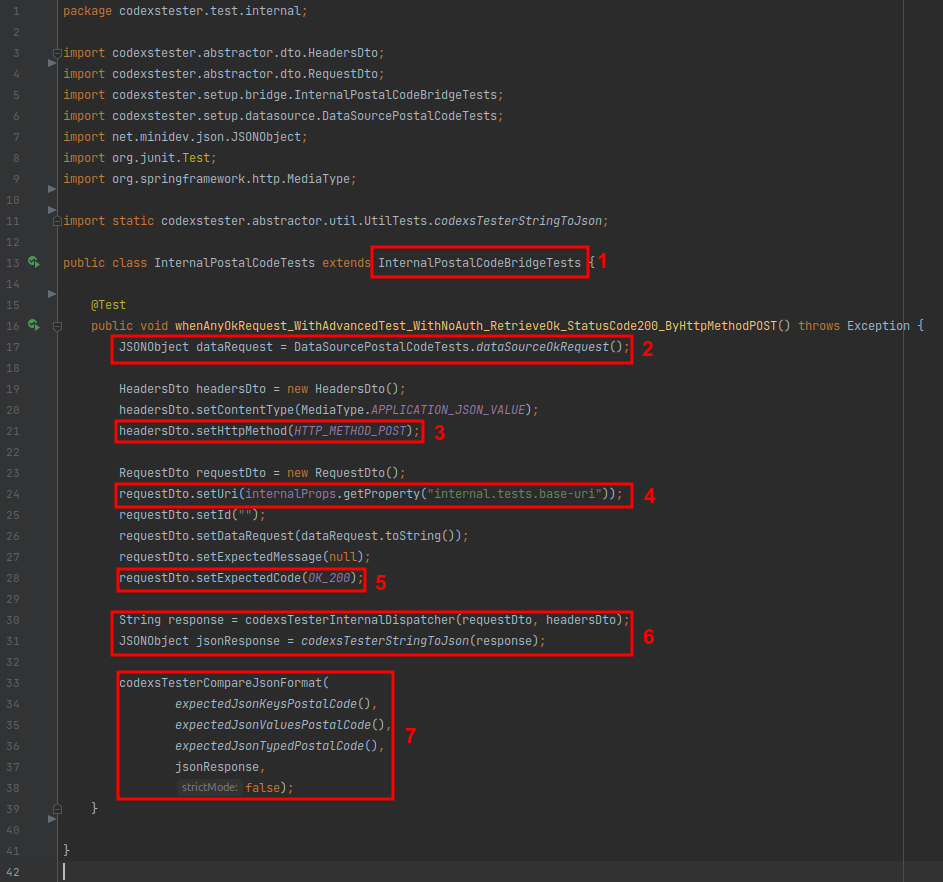 1 package codexstester.test.internal;
2
3 import codexstester.abstractor.dto.HeadersDto;
4 import codexstester.abstractor.dto.RequestDto;
5 import codexstester.setup.bridge.InternalPostalCodeBridgeTests;
6 import codexstester.setup.datasource.DataSourcePostalCodeTests;
7 import net.minidev.json.JSONObject;
8 import org.junit.Test;
9 import org.springframework.http.MediaType;
10
11 import static codexstester.abstractor.util.UtilTests.codexsTesterStringToJson;
12
13 public class InternalPostalCodeTests extends InternalPostalCodeBridgeTests { 1
14
15 @Test
16 public void whenAnyOkRequest_WithAdvancedTest_WithNoAuth_RetrieveOk_StatusCode200_ByHttpMethodPOST() throws Exception {
17 JSONObject dataRequest = DataSourcePostalCodeTests.dataSourceOkRequest(); 2
18
19 HeadersDto headersDto = new HeadersDto();
20 headersDto.setContentType(MediaType.APPLICATION_JSON_VALUE);
21 headersDto.setHttpMethod(HTTP_METHOD_POST); 3
22
23 RequestDto requestDto = new RequestDto();
24 requestDto.setUri(internalProps.getProperty("internal.tests.base-uri")); 4
25 requestDto.setId("");
26 requestDto.setDataRequest(dataRequest.toString());
27 requestDto.setExpectedMessage(null);
28 requestDto.setExpectedCode(OK_200); 5
29
30 String response = codexsTesterInternalDispatcher(requestDto, headersDto);
31 JSONObject jsonResponse = codexsTesterStringToJson(response); 6
32
33 codexsTesterCompareJsonFormat(
34 expectedJsonKeysPostalCode(),
35 expectedJsonValuesPostalCode(), 7
36 expectedJsonTypedPostalCode(),
37 jsonResponse,
38 strictMode: false);
39 }
40
41 }
42